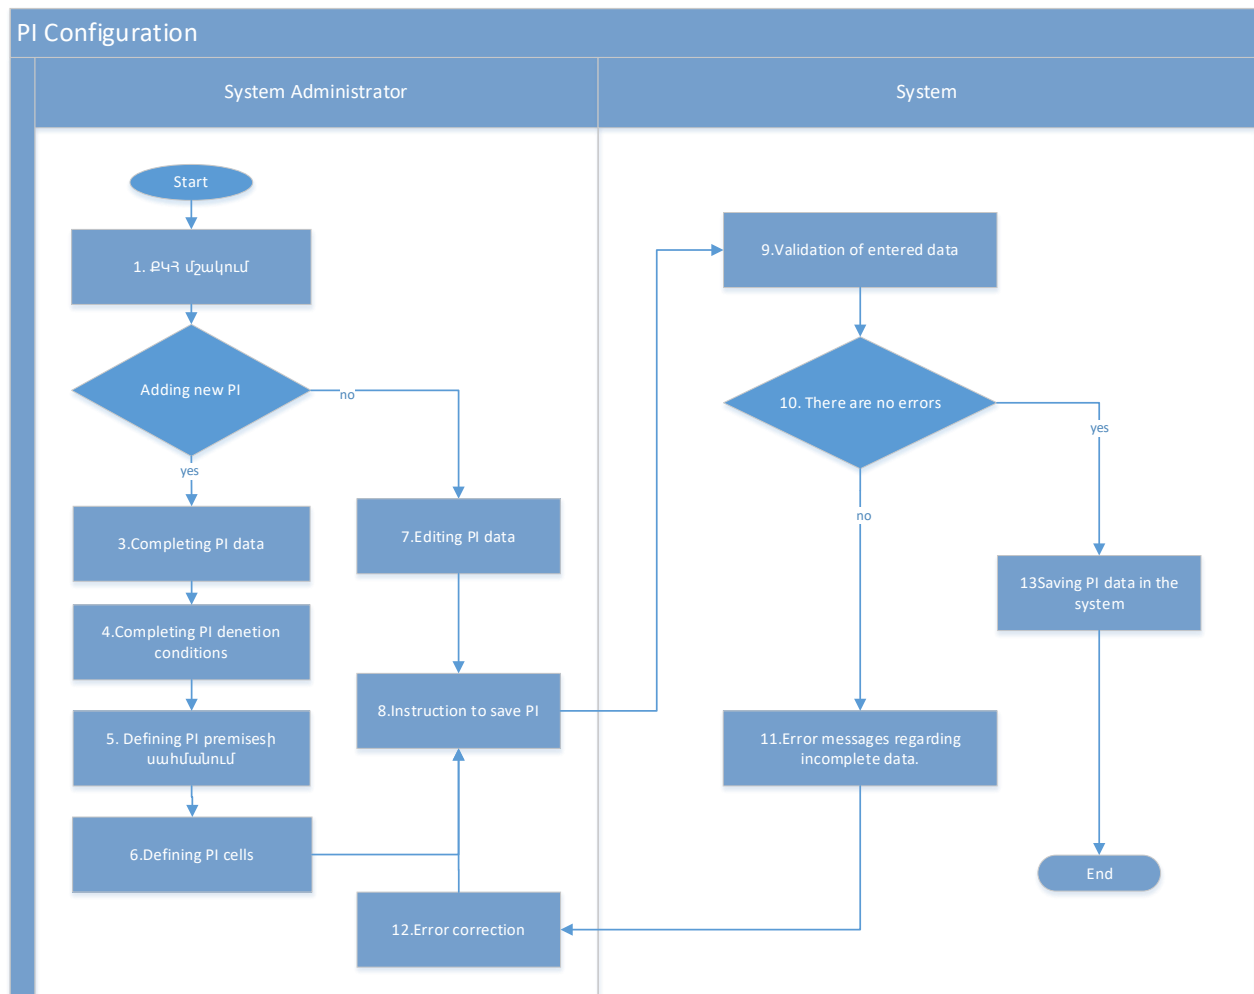 PI Configuration
System Administrator
System
Start
1. ՔԿՀ մշակում
Adding new PI
no
yes
3.Completing PI data
4.Completing PI denetion
conditions
5. Defining PI premisesի
սահմանում
6.Defining PI cells
7.Editing PI data
8.Instruction to save PI
12.Error correction
9.Validation of entered data
10. There are no errors
yes
no
11.Error messages regarding
incomplete data.
13Saving PI data in the
system
End